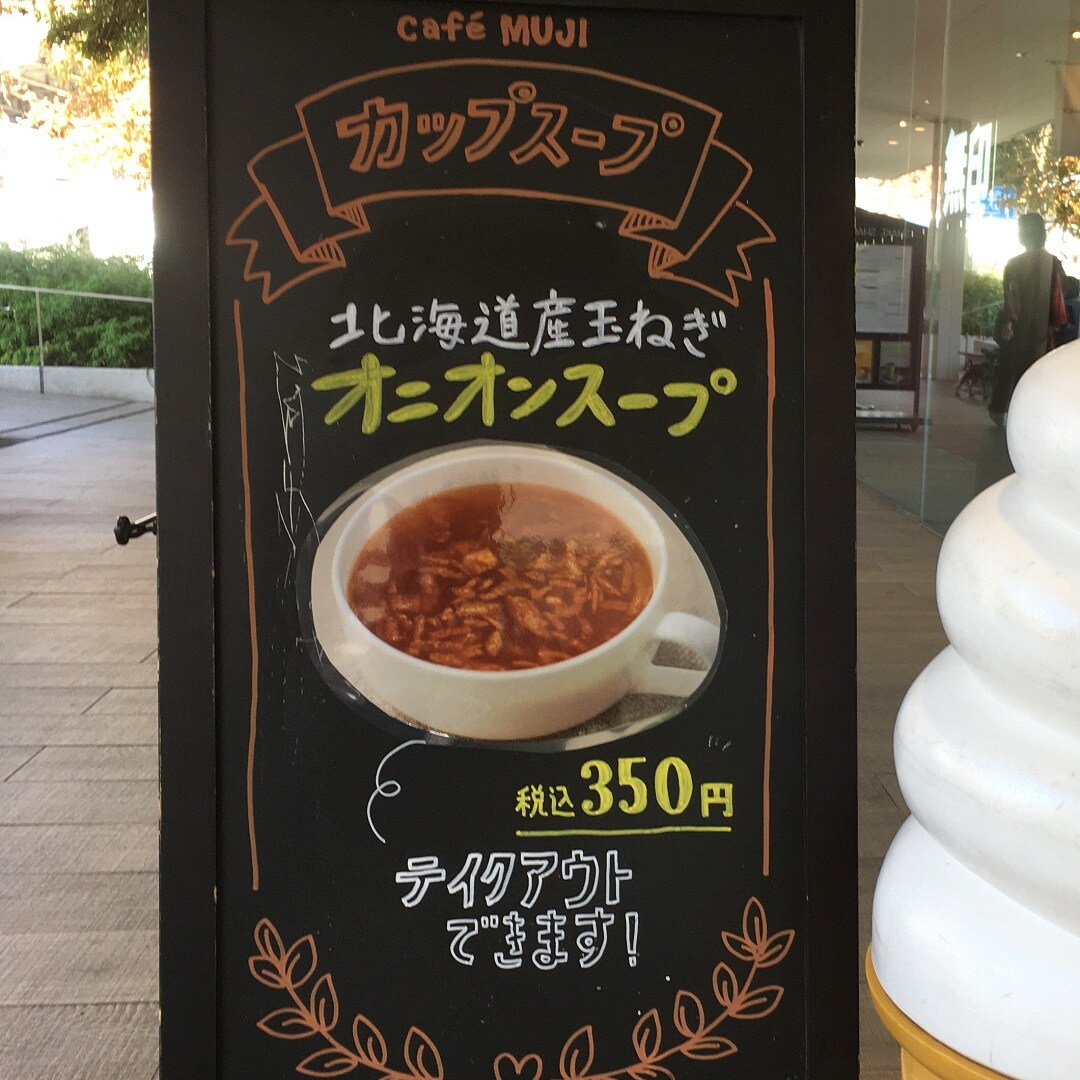 Café MUJI
カップスープ
北海道産玉ねぎ
オニオンスープ
税込350円
テイクアウト
できます!
無印